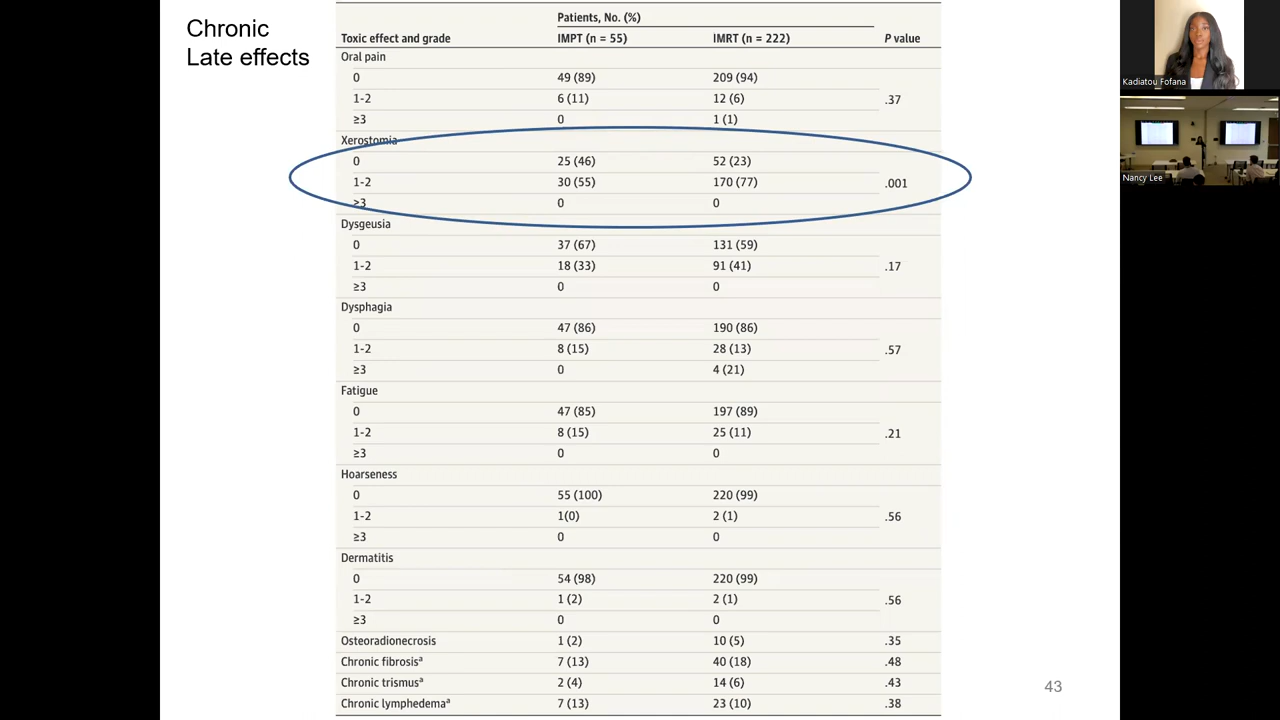 Chronic
Late effects
Patients, No. (%)
Toxic effect and grade IMPT (n = 55) IMRT (n = 222) P value
Oral pain
0 49 (89) 209 (94)
1-2 6 (11) 12 (6) .37
≥3 0 1 (1)
Xerostomia
0 25 (46) 52 (23)
1-2 30 (55) 170 (77) .001
≥3 0 0
Dysgeusia
0 37 (67) 131 (59)
1-2 18 (33) 91 (41) .17
≥3 0 0
Dysphagia
0 47 (86) 190 (86)
1-2 8 (15) 28 (13) .57
≥3 0 4 (21)
Fatigue
0 47 (85) 197 (89)
1-2 8 (15) 25 (11) .21
≥3 0 0
Hoarseness
0 55 (100) 220 (99)
1-2 1(0) 2 (1) .56
≥3 0 0
Dermatitis
0 54 (98) 220 (99)
1-2 1 (2) 2 (1) .56
≥3 0 0
Osteoradionecrosis 1 (2) 10 (5) .35
Chronic fibrosisᵃ 7 (13) 40 (18) .48
Chronic trismusᵃ 2 (4) 14 (6) .43
Chronic lymphedemaᵃ 7 (13) 23 (10) .38
43
Kadiatou Fofana
Nancy Lee